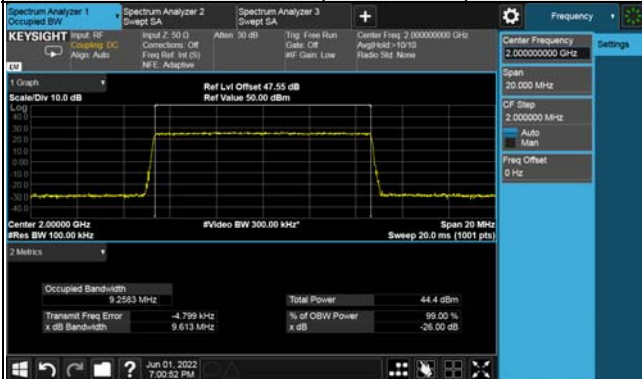 Spectrum Analyzer 1
Occupied BW
Spectrum Analyzer 2
Swept SA
Spectrum Analyzer 3
Swept SA
Frequency
KEYSIGHT
Input: RF
Coupling: DC
Align: Auto
Input Z: 50 Ω
Corrections: Off
Freq Ref: Int (S)
NFE: Adaptive
Atten: 30 dB
Trig: Free Run
Gate: Off
#IF Gain: Low
Center Freq: 2.000000000 GHz
Avg|Hold:>10/10
Radio Std: None
LXI
1 Graph
Scale/Div 10.0 dB
Ref Lvl Offset 47.55 dB
Ref Value 50.00 dBm
Log
40.0
30.0
20.0
10.0
0.00
-10.0
-20.0
-30.0
-40.0
Center 2.00000 GHz
#Res BW 100.00 kHz
#Video BW 300.00 kHz*
Span 20 MHz
Sweep 20.0 ms (1001 pts)
2 Metrics
Occupied Bandwidth
9.2583 MHz
Total Power 44.4 dBm
Transmit Freq Error -4.799 kHz
% of OBW Power 99.00 %
x dB Bandwidth 9.613 MHz
x dB -26.00 dB
Center Frequency
2.000000000 GHz
Settings
Span
20.000 MHz
CF Step
2.000000 MHz
Auto
Man
Freq Offset
0 Hz
Jun 01, 2022
7:00:52 PM